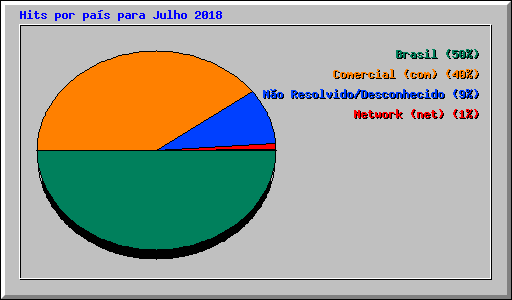 Hits por país para Julho 2018
Brasil (50%)
Comercial (com) (40%)
Não Resolvido/Desconhecido (9%)
Network (net) (1%)